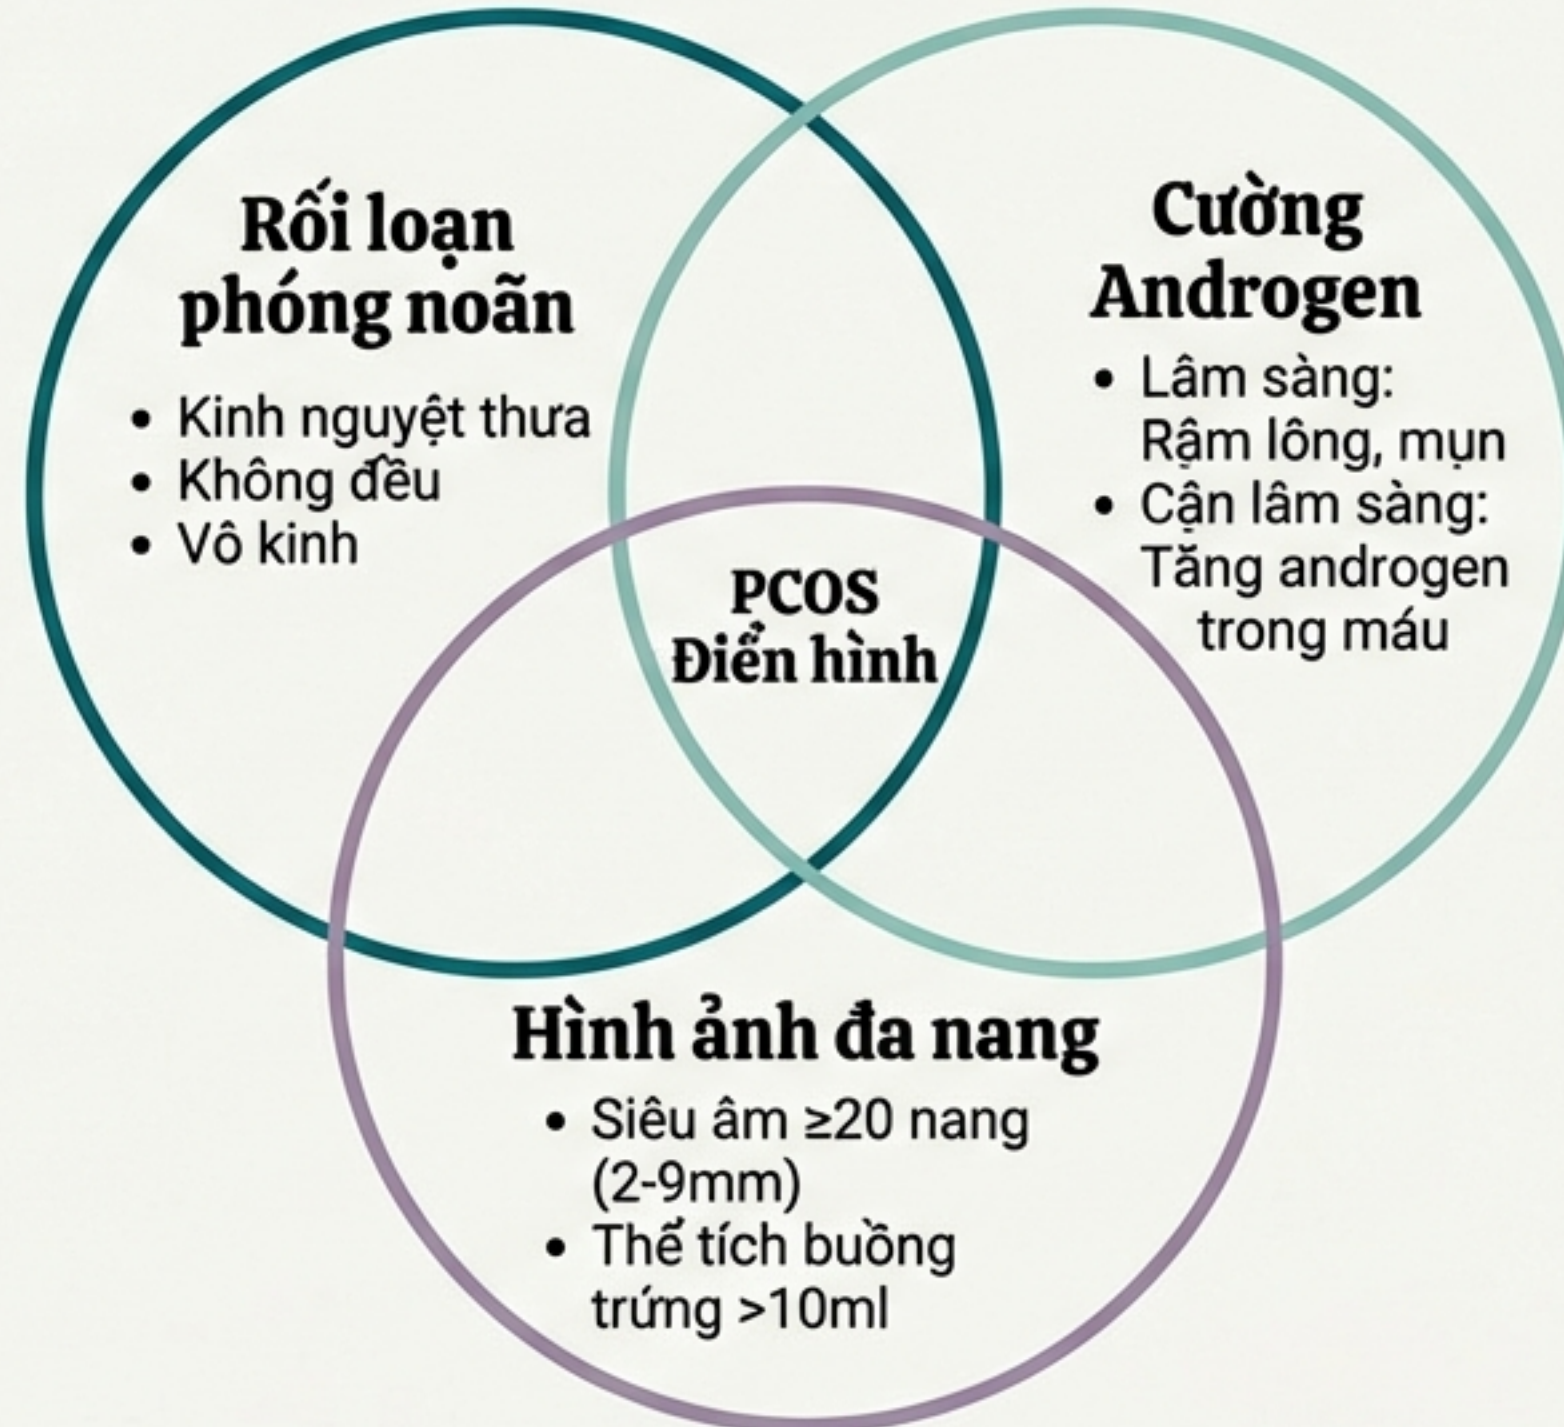 Rối loạn
phóng noãn
• Kinh nguyệt thưa
• Không đều
• Vô kinh
Cường
Androgen
• Lâm sàng:
Rậm lông, mụn
• Cận lâm sàng:
Tăng androgen
trong máu
PCOS
Điển hình
Hình ảnh đa nang
• Siêu âm ≥20 nang
(2-9mm)
• Thể tích buồng
trứng >10ml